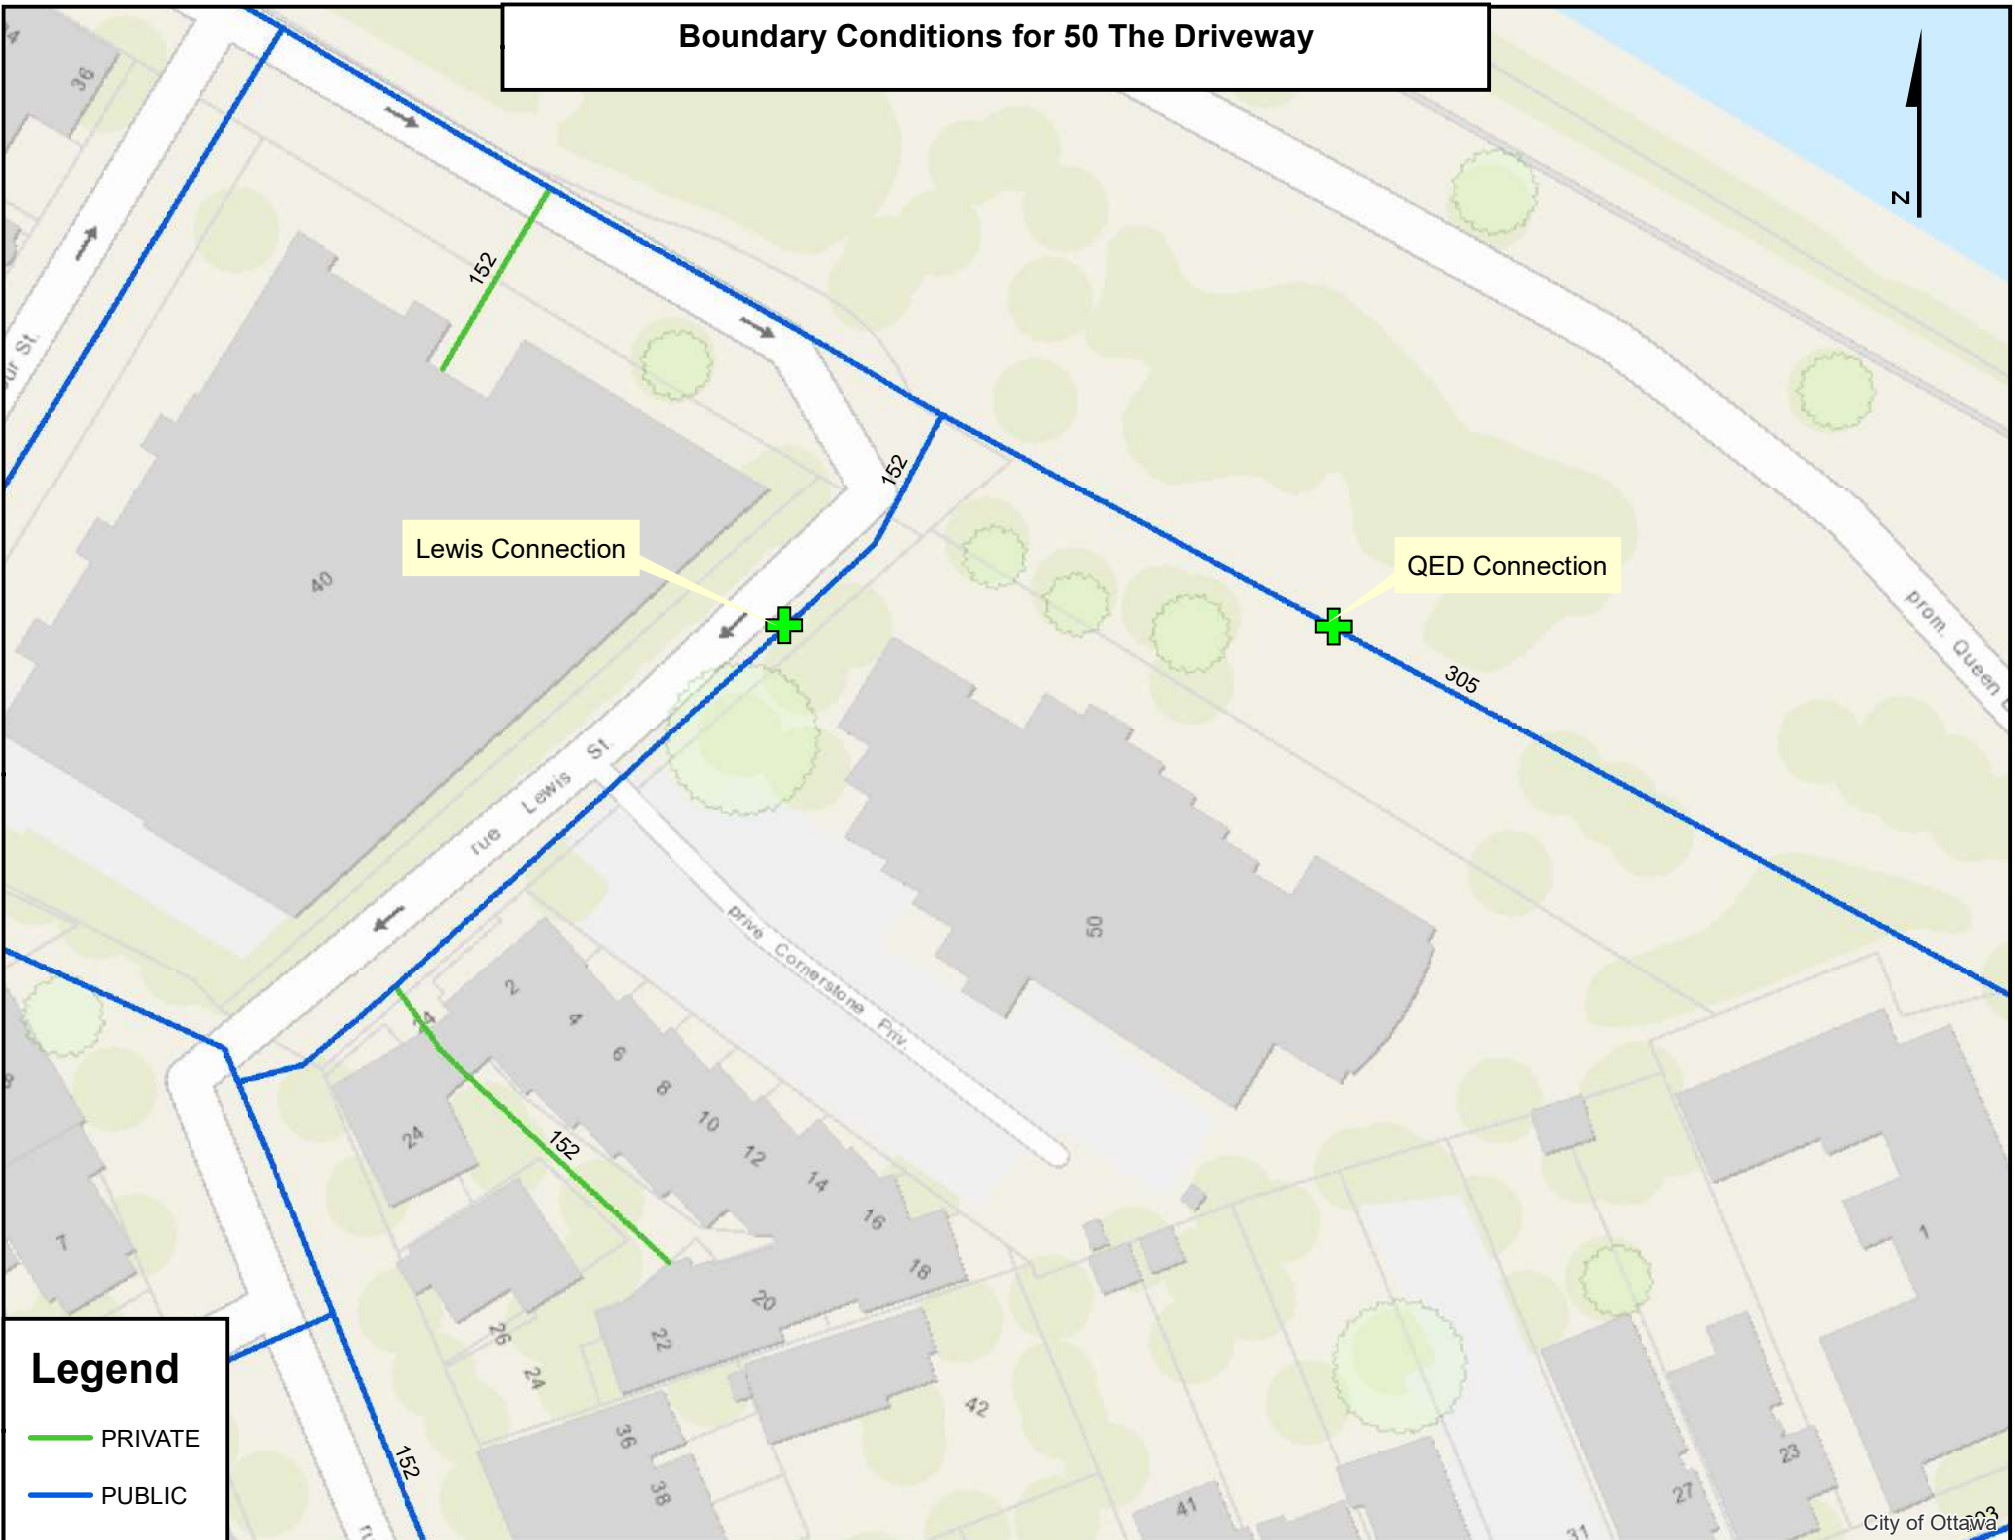 Boundary Conditions for 50 The Driveway
36
Z
152
152
Lewis Connection
QED Connection
40
305
prom. Queen
rue Lewis St.
50
privé Cornerstone Priv.
2
4
6
8
10
12
14
16
18
20
22
24
24
152
26
24
7
1
42
36
38
41
31
27
23
152
Legend
PRIVATE
PUBLIC
City of Ottawa